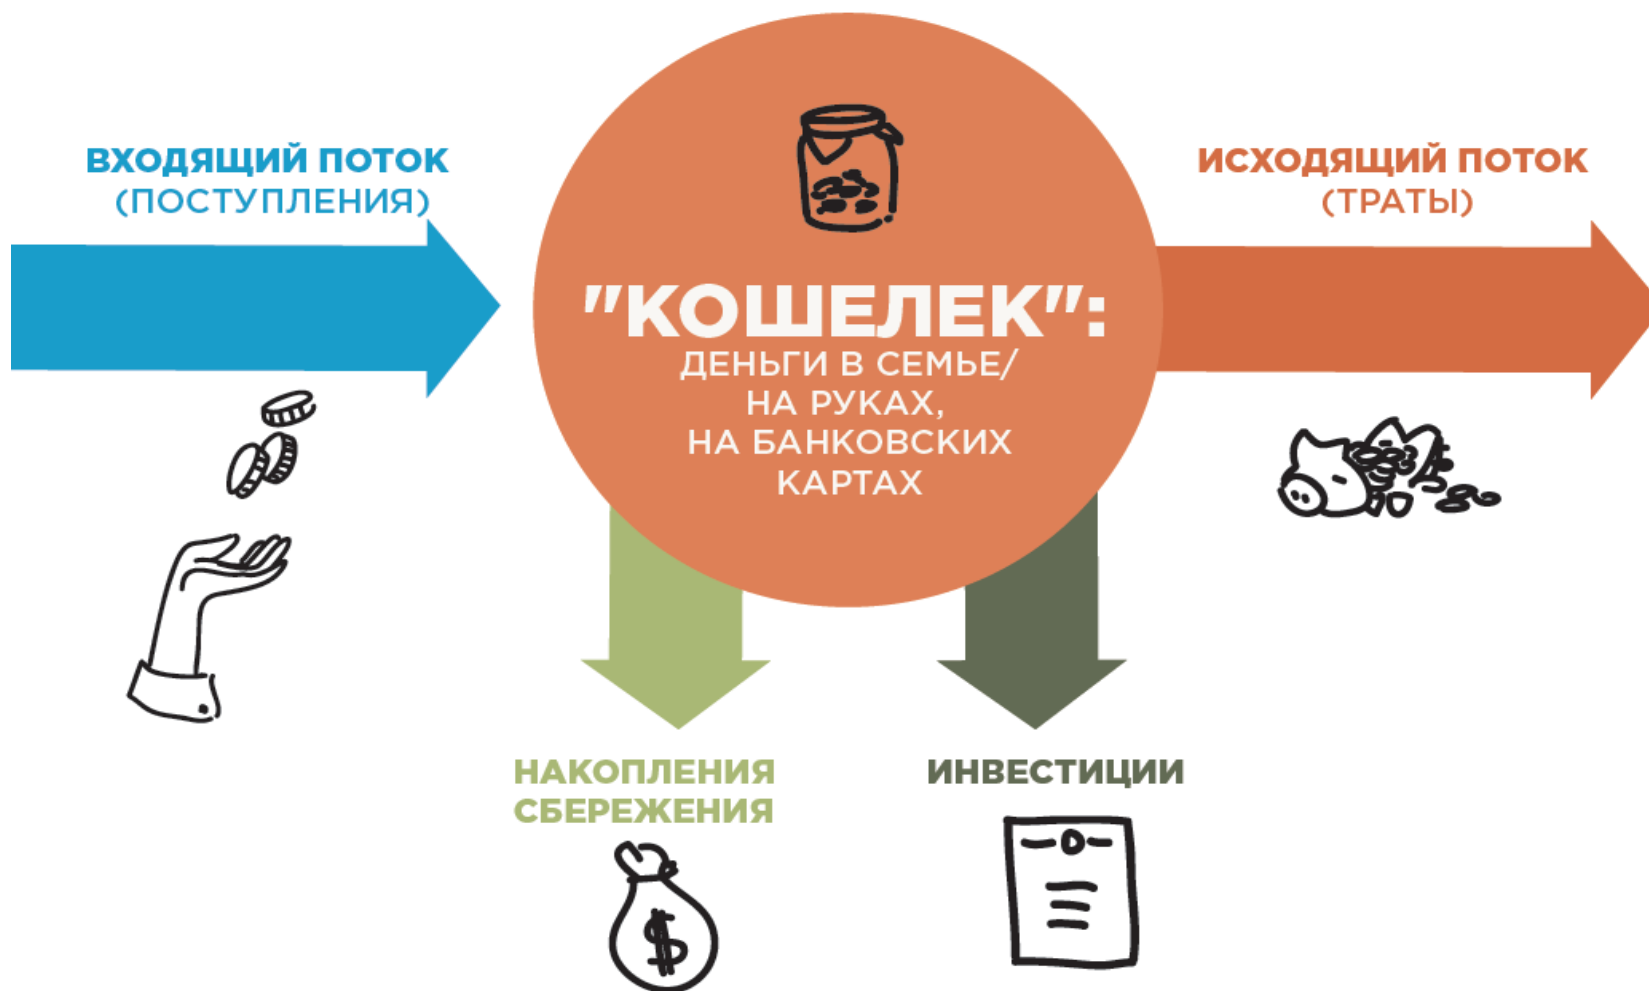 ВХОДЯЩИЙ ПОТОК
(ПОСТУПЛЕНИЯ)
"КОШЕЛЕК":
ДЕНЬГИ В СЕМЬЕ/
НА РУКАХ,
НА БАНКОВСКИХ
КАРТАХ
ИСХОДЯЩИЙ ПОТОК
(ТРАТЫ)
НАКОПЛЕНИЯ
СБЕРЕЖЕНИЯ
$
ИНВЕСТИЦИИ